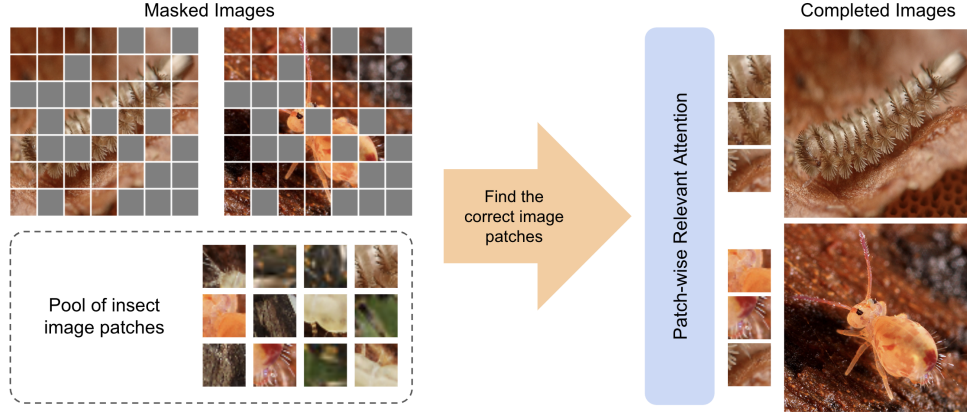 Masked Images
Completed Images
Pool of insect
image patches
Find the
correct image
patches
Patch-wise Relevant Attention